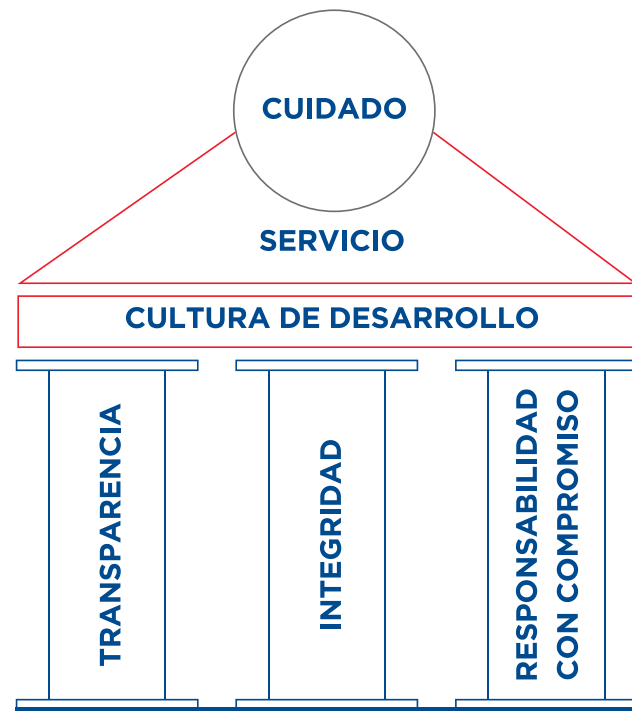 CUIDADO
SERVICIO
CULTURA DE DESARROLLO
TRANSPARENCIA
INTEGRIDAD
RESPONSABILIDAD
CON COMPROMISO